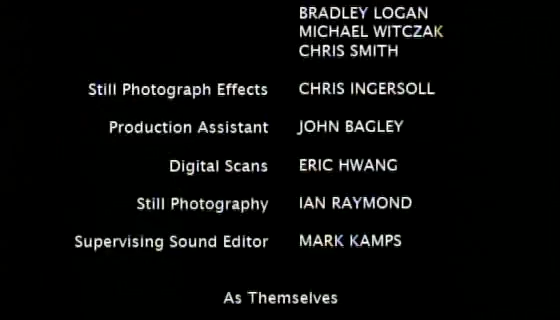 BRADLEY LOGAN
MICHAEL WITCZAK
CHRIS SMITH
Still Photograph Effects CHRIS INGERSOLL
Production Assistant JOHN BAGLEY
Digital Scans ERIC HWANG
Still Photography IAN RAYMOND
Supervising Sound Editor MARK KAMPS
As Themselves